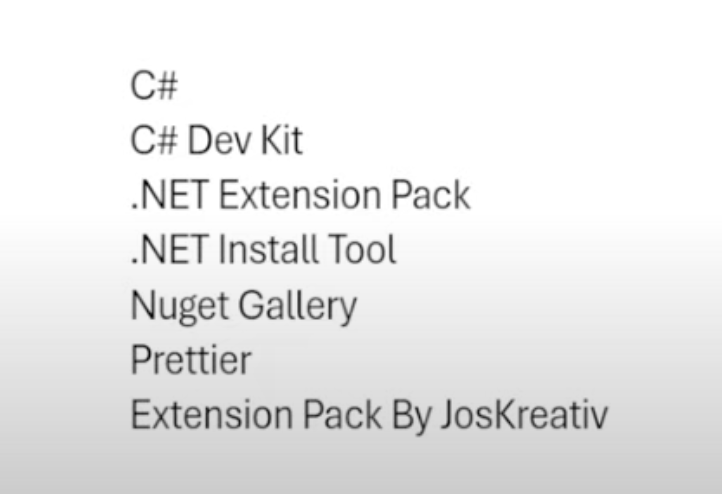 C#
C# Dev Kit
.NET Extension Pack
.NET Install Tool
Nuget Gallery
Prettier
Extension Pack By JosKreativ